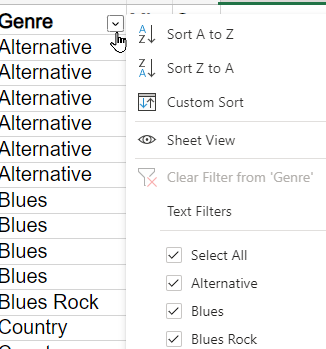 Genre
Alternative
Alternative
Alternative
Alternative
Alternative
Alternative
Blues
Blues
Blues
Blues
Blues Rock
Country
Sort A to Z
Sort Z to A
Custom Sort
Sheet View
Clear Filter from 'Genre'
Text Filters
Select All
Alternative
Blues
Blues Rock